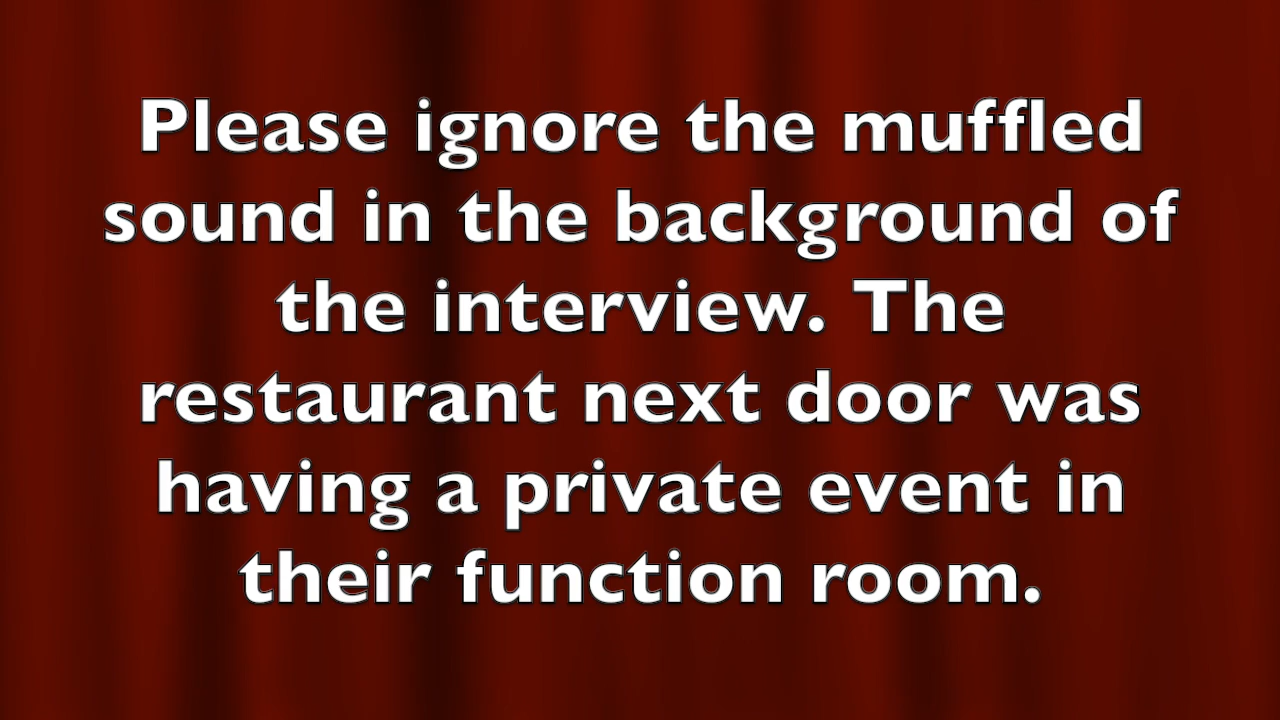 Please ignore the muffled
sound in the background of
the interview. The
restaurant next door was
having a private event in
their function room.